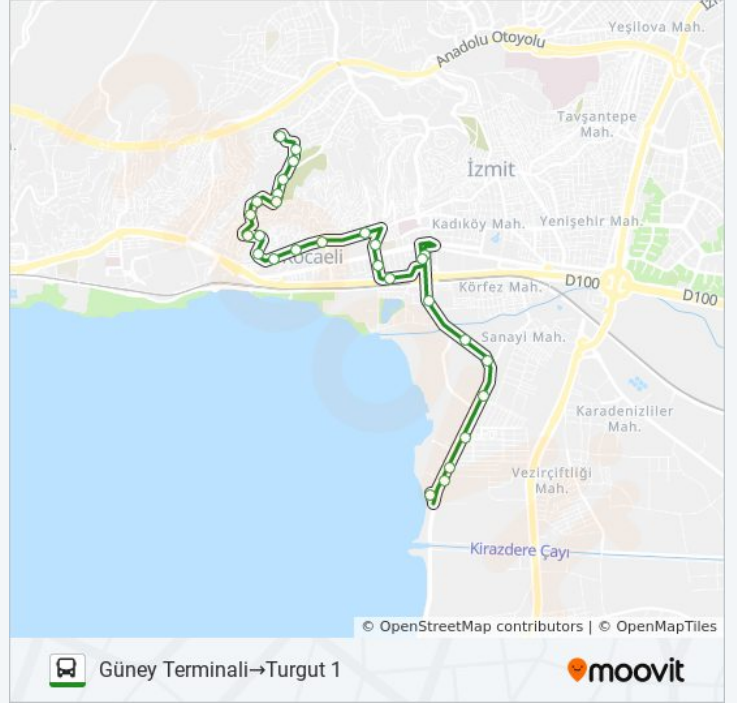 Yeşilova Mah.
Anadolu Otoyolu
Tavşantepe
Mah.
İzmit
Kadıköy Mah.
Yenişehir Mah.
Kocaeli
D100
Körfez Mah.
D100
Sanayi Mah.
Karadenizliler
Mah.
Vezirçiftliği
Mah.
Kirazdere Çayı
© OpenStreetMap contributors | © OpenMapTiles
Güney Terminali→Turgut 1
moovit